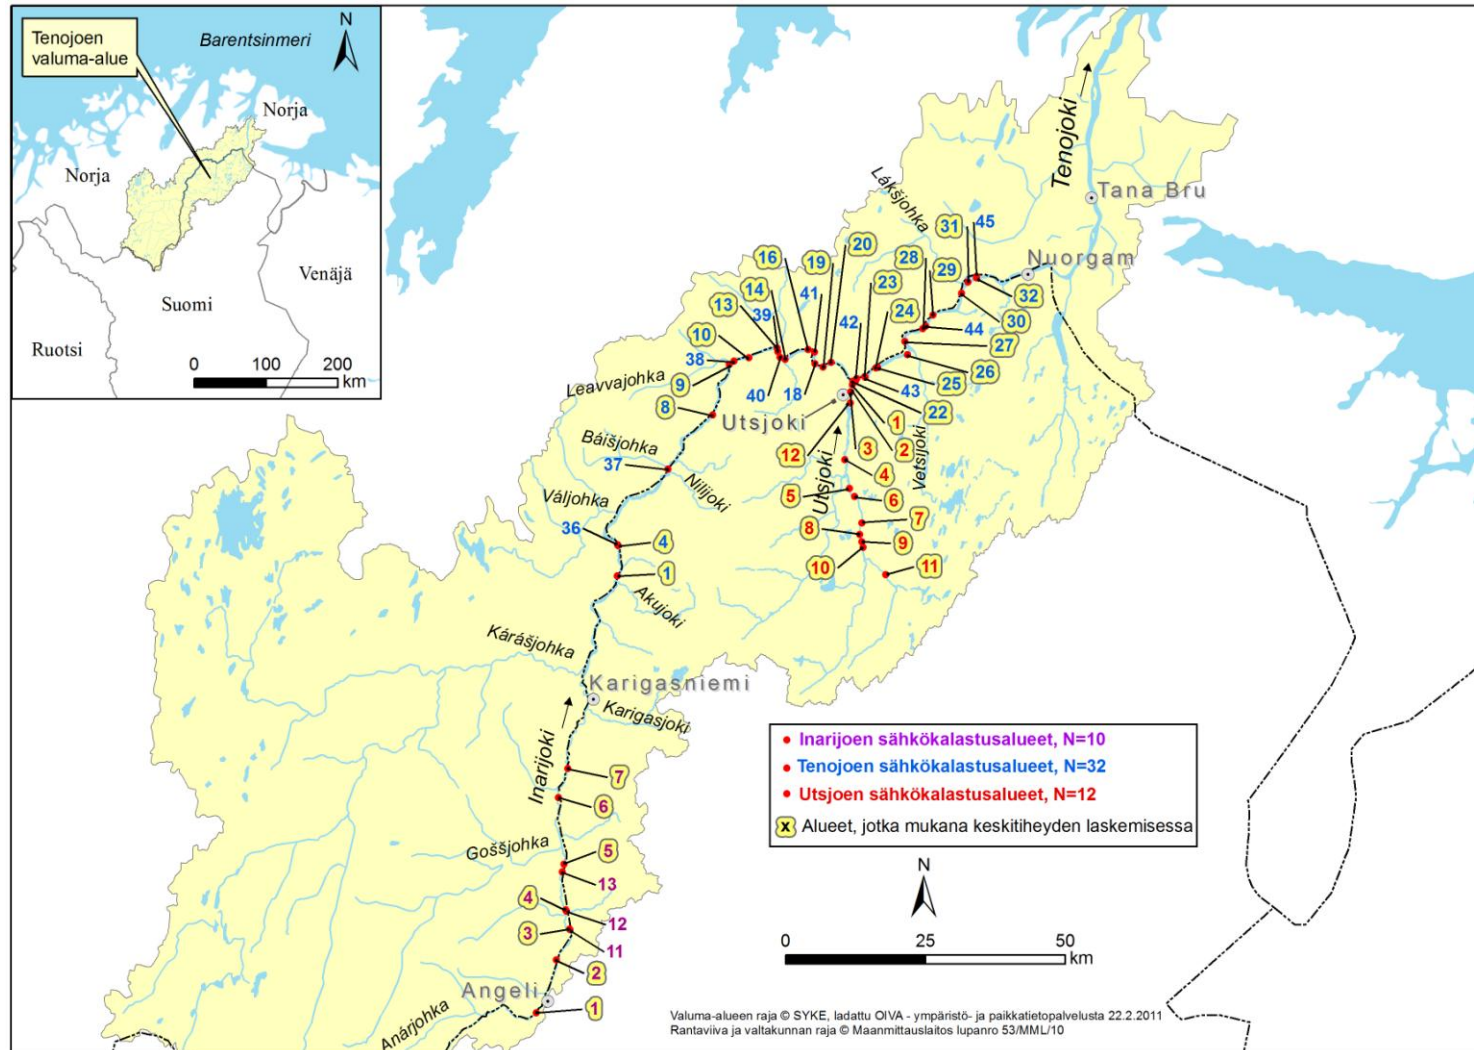 Tenojoen
valuma-alue
Barentsinmeri
N
Norja
Norja
Venäjä
Suomi
Ruotsi
0 100 200
km
Tenojoki
Tana Bru
Lákšjohka
Nuorgam
31 45
20
16 19 28 29
14 41 23
13 39 42 24 32
10 30
44
38 27
Leavvajohka 9 40 18 43 25 26
8 Utsjoki 22
1
Báišjohka 12 3 2
37 4 Vetsijoki
Nilijoki Utsjoki
5 6
Váljohka
7
36 4 8 9
10 11
1
Akujoki
Kárášjohka
Karigasniemi
Karigasjoki
Inarijoki
7
6
Goššjohka 5
13
4
12
3
11
2
Angeli
1
Anárjohka
Inarijoen sähkökalastusalueet, N=10
Tenojoen sähkökalastusalueet, N=32
Utsjoen sähkökalastusalueet, N=12
x Alueet, jotka mukana keskitiheyden laskemisessa
N
0 25 50
km
Valuma-alueen raja © SYKE, ladattu OIVA - ympäristö- ja paikkatietopalvelusta 22.2.2011
Rantaviiva ja valtakunnan raja © Maanmittauslaitos lupanro 53/MML/10